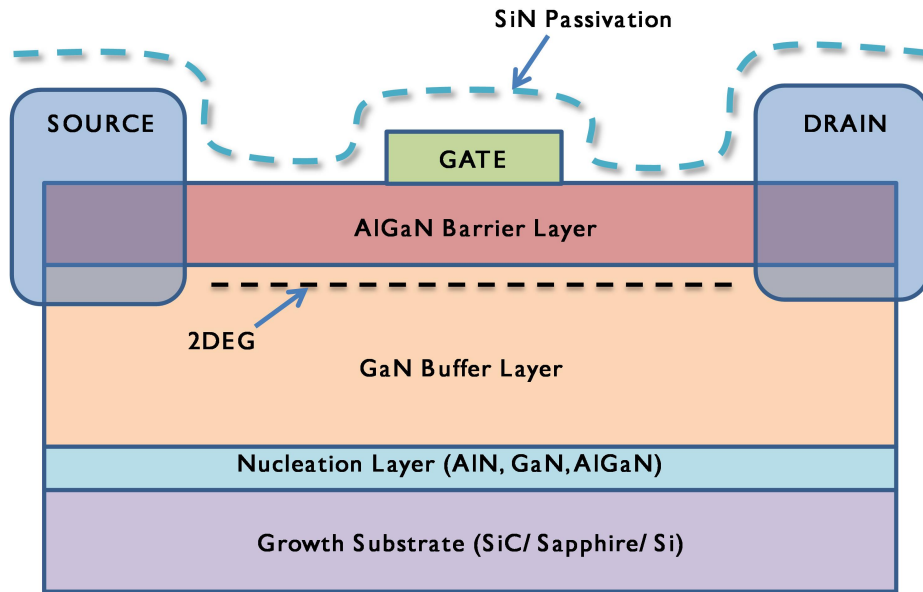 SiN Passivation
SOURCE
DRAIN
GATE
AlGaN Barrier Layer
2DEG
GaN Buffer Layer
Nucleation Layer (AlN, GaN, AlGaN)
Growth Substrate (SiC/ Sapphire/ Si)